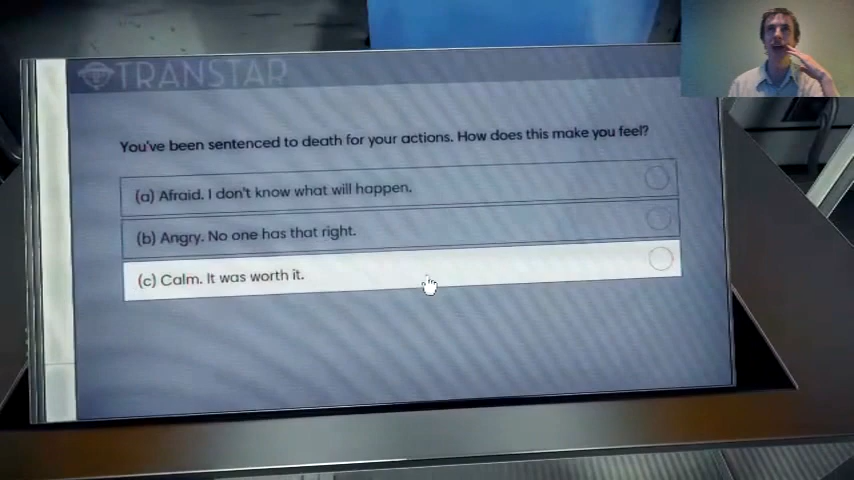 TRANSTAR
You've been sentenced to death for your actions. How does this make you feel?
(a) Afraid. I don't know what will happen.
(b) Angry. No one has that right.
(c) Calm. It was worth it.